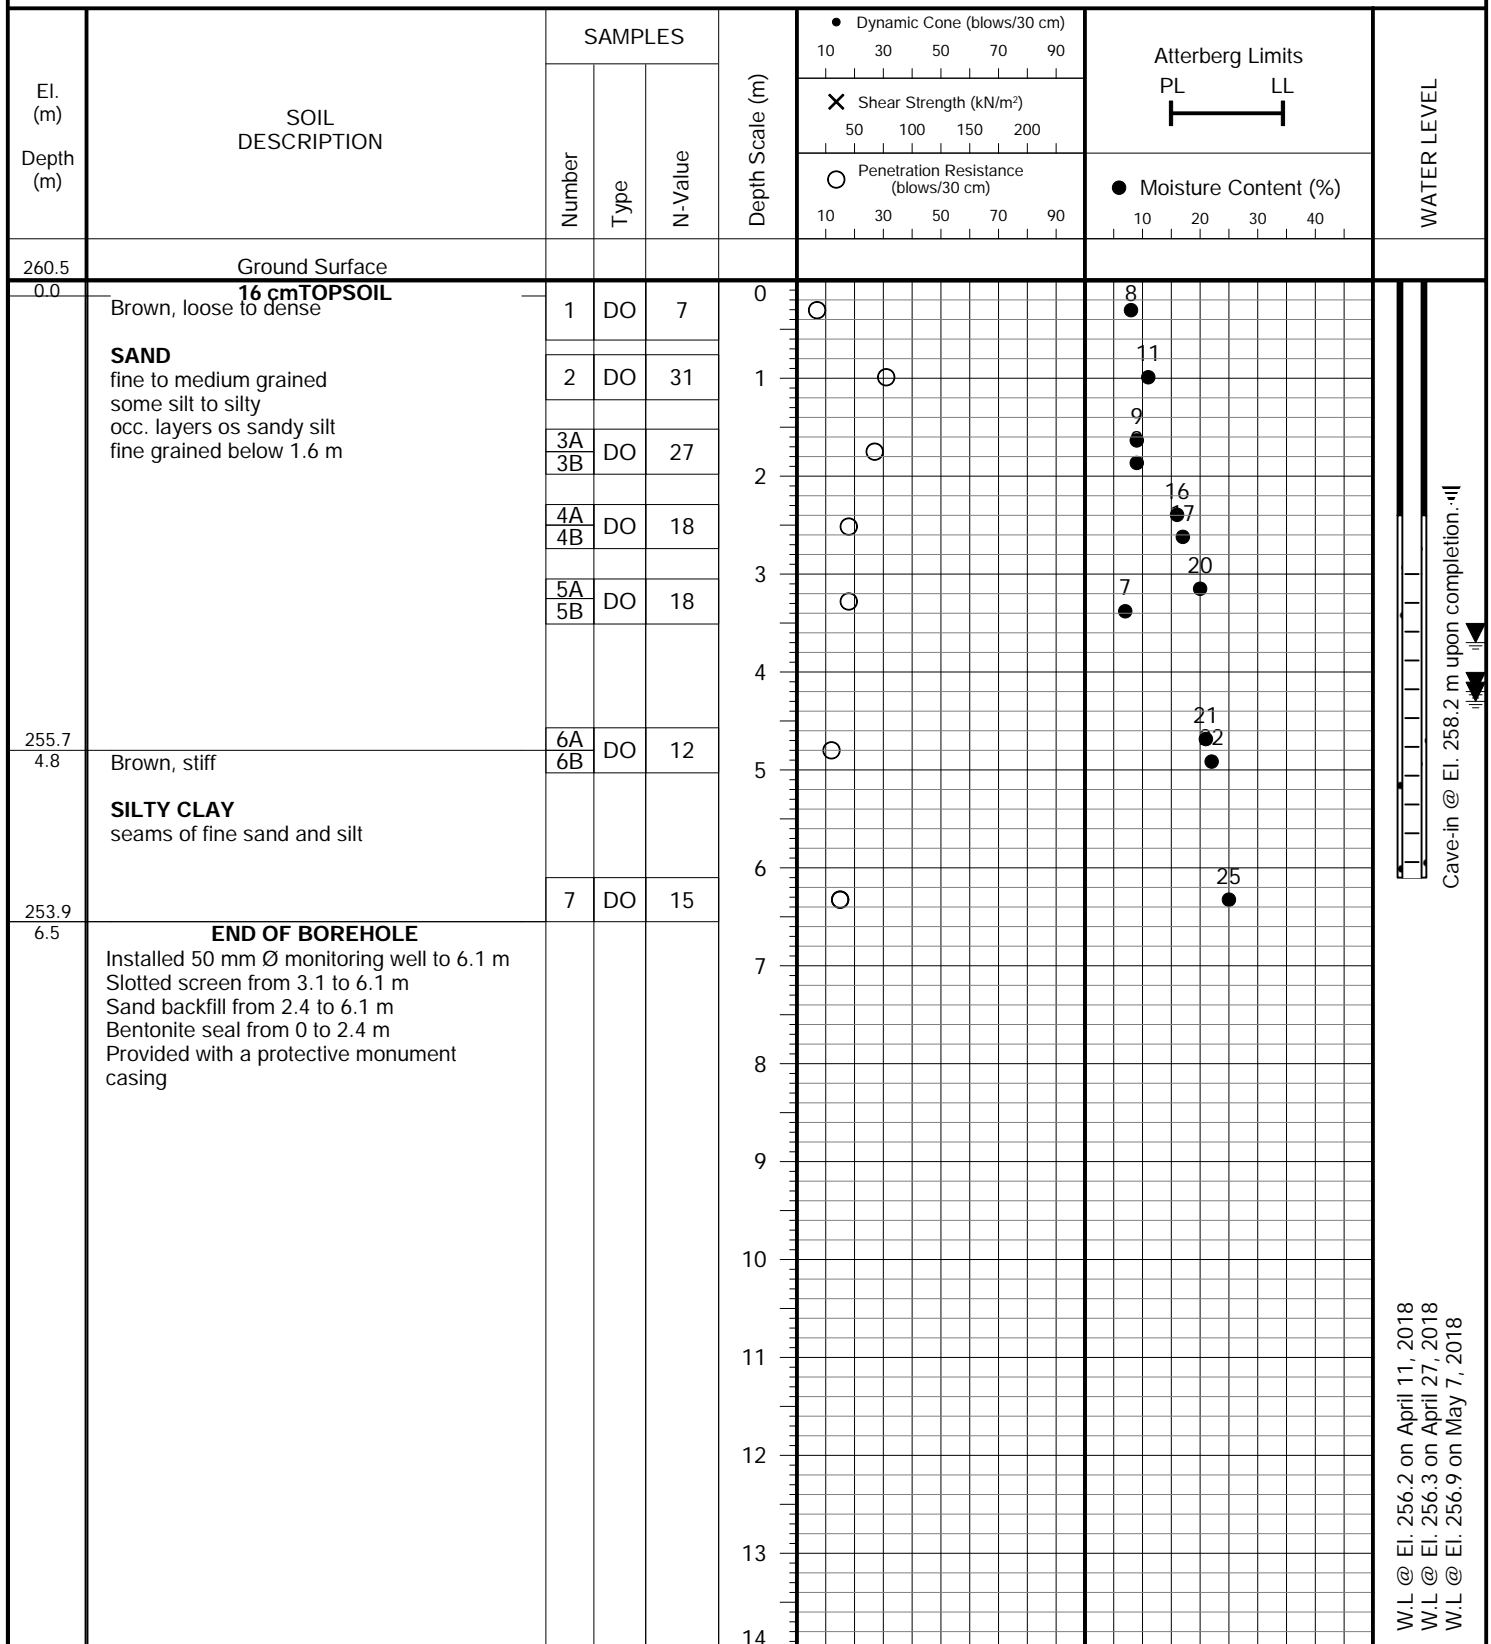 El.
(m)
Depth
(m)
SOIL
DESCRIPTION
SAMPLES
Number
Type
N-Value
Depth Scale (m)
Dynamic Cone (blows/30 cm)
10 30 50 70 90
Shear Strength (kN/m²)
50 100 150 200
Penetration Resistance
(blows/30 cm)
10 30 50 70 90
Atterberg Limits
PL LL
Moisture Content (%)
10 20 30 40
WATER LEVEL
260.5 Ground Surface
0.0 16 cmTOPSOIL 0
Brown, loose to dense 1 DO 7 8
SAND
fine to medium grained 2 DO 31 1 11
some silt to silty
occ. layers os sandy silt
fine grained below 1.6 m
3A
3B DO 27 9
2
4A
4B DO 18 16
17
3
5A
5B DO 18 20
7
4
255.7
4.8
6A
6B DO 12 21
22
Brown, stiff
5
SILTY CLAY
seams of fine sand and silt
6
7 DO 15 25
253.9
6.5 END OF BOREHOLE
Installed 50 mm Ø monitoring well to 6.1 m 7
Slotted screen from 3.1 to 6.1 m
Sand backfill from 2.4 to 6.1 m
Bentonite seal from 0 to 2.4 m
Provided with a protective monument 8
casing
9
10
11
12
13
14
Cave-in @ El. 258.2 m upon completion.
W.L @ El. 256.2 on April 11, 2018
W.L @ El. 256.3 on April 27, 2018
W.L @ El. 256.9 on May 7, 2018